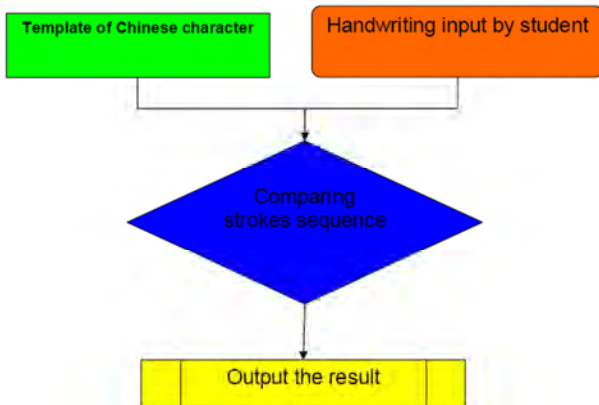 Template of Chinese character
Handwriting input by student
Comparing
strokes sequence
Output the result